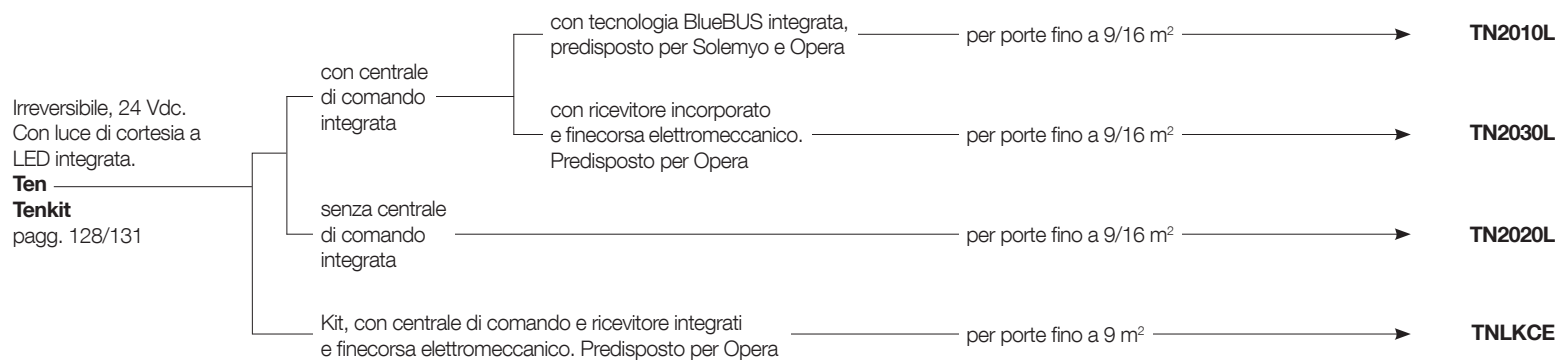 Irreversibile, 24 Vdc.
Con luce di cortesia a
LED integrata.
Ten
Tenkit
pagg. 128/131
con centrale
di comando
integrata
con tecnologia BlueBUS integrata,
predisposto per Solemyo e Opera
per porte fino a 9/16 m²
TN2010L
con ricevitore incorporato
e finecorsa elettromeccanico.
Predisposto per Opera
per porte fino a 9/16 m²
TN2030L
senza centrale
di comando
integrata
per porte fino a 9/16 m²
TN2020L
Kit, con centrale di comando e ricevitore integrati
e finecorsa elettromeccanico. Predisposto per Opera
per porte fino a 9 m²
TNLKCE